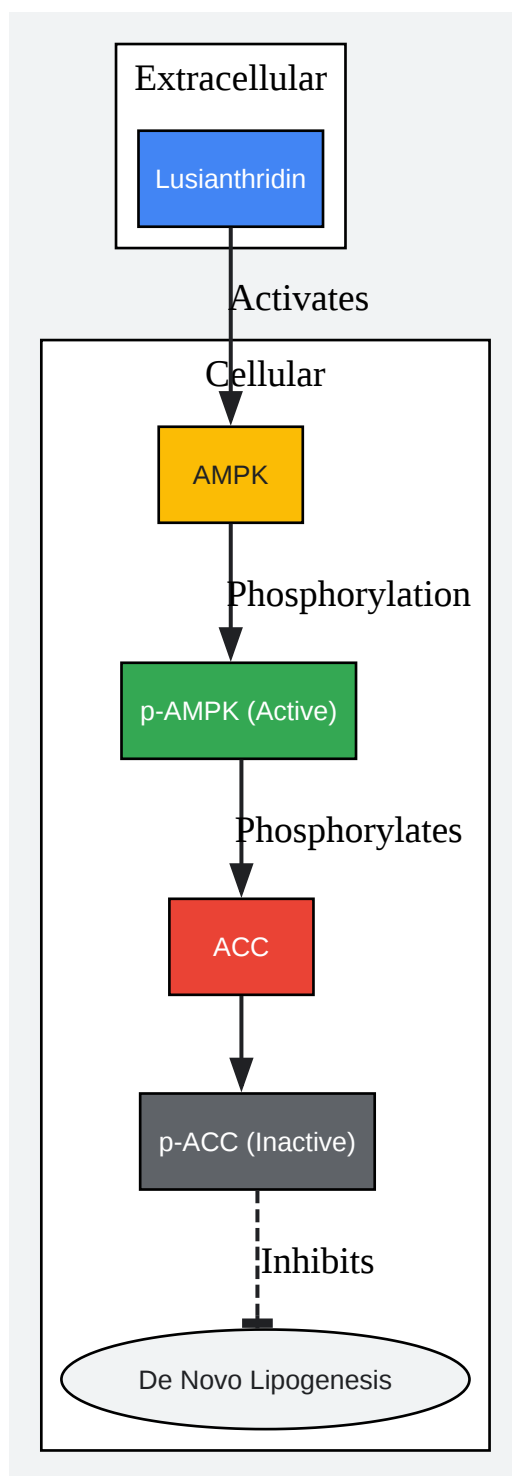 Extracellular
Lusianthridin
Activates
Cellular
AMPK
Phosphorylation
p-AMPK (Active)
Phosphorylates
ACC
p-ACC (Inactive)
Inhibits
De Novo Lipogenesis